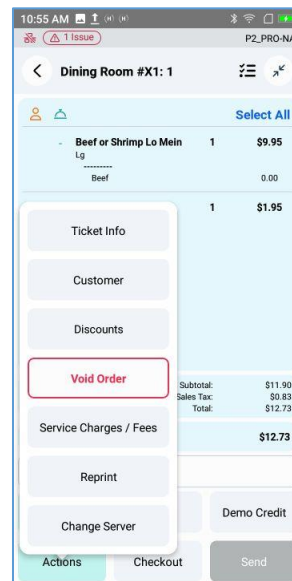 10:55 AM
1 Issue
P2_PRO-NA
Dining Room #X1: 1
Select All
- Beef or Shrimp Lo Mein 1 $9.95
Lg
---------
Beef 0.00
1 $1.95
Ticket Info
Customer
Discounts
Void Order
Subtotal: $11.90
Sales Tax: $0.83
Total: $12.73
Service Charges / Fees
$12.73
Reprint
Demo Credit
Change Server
Actions
Checkout
Send